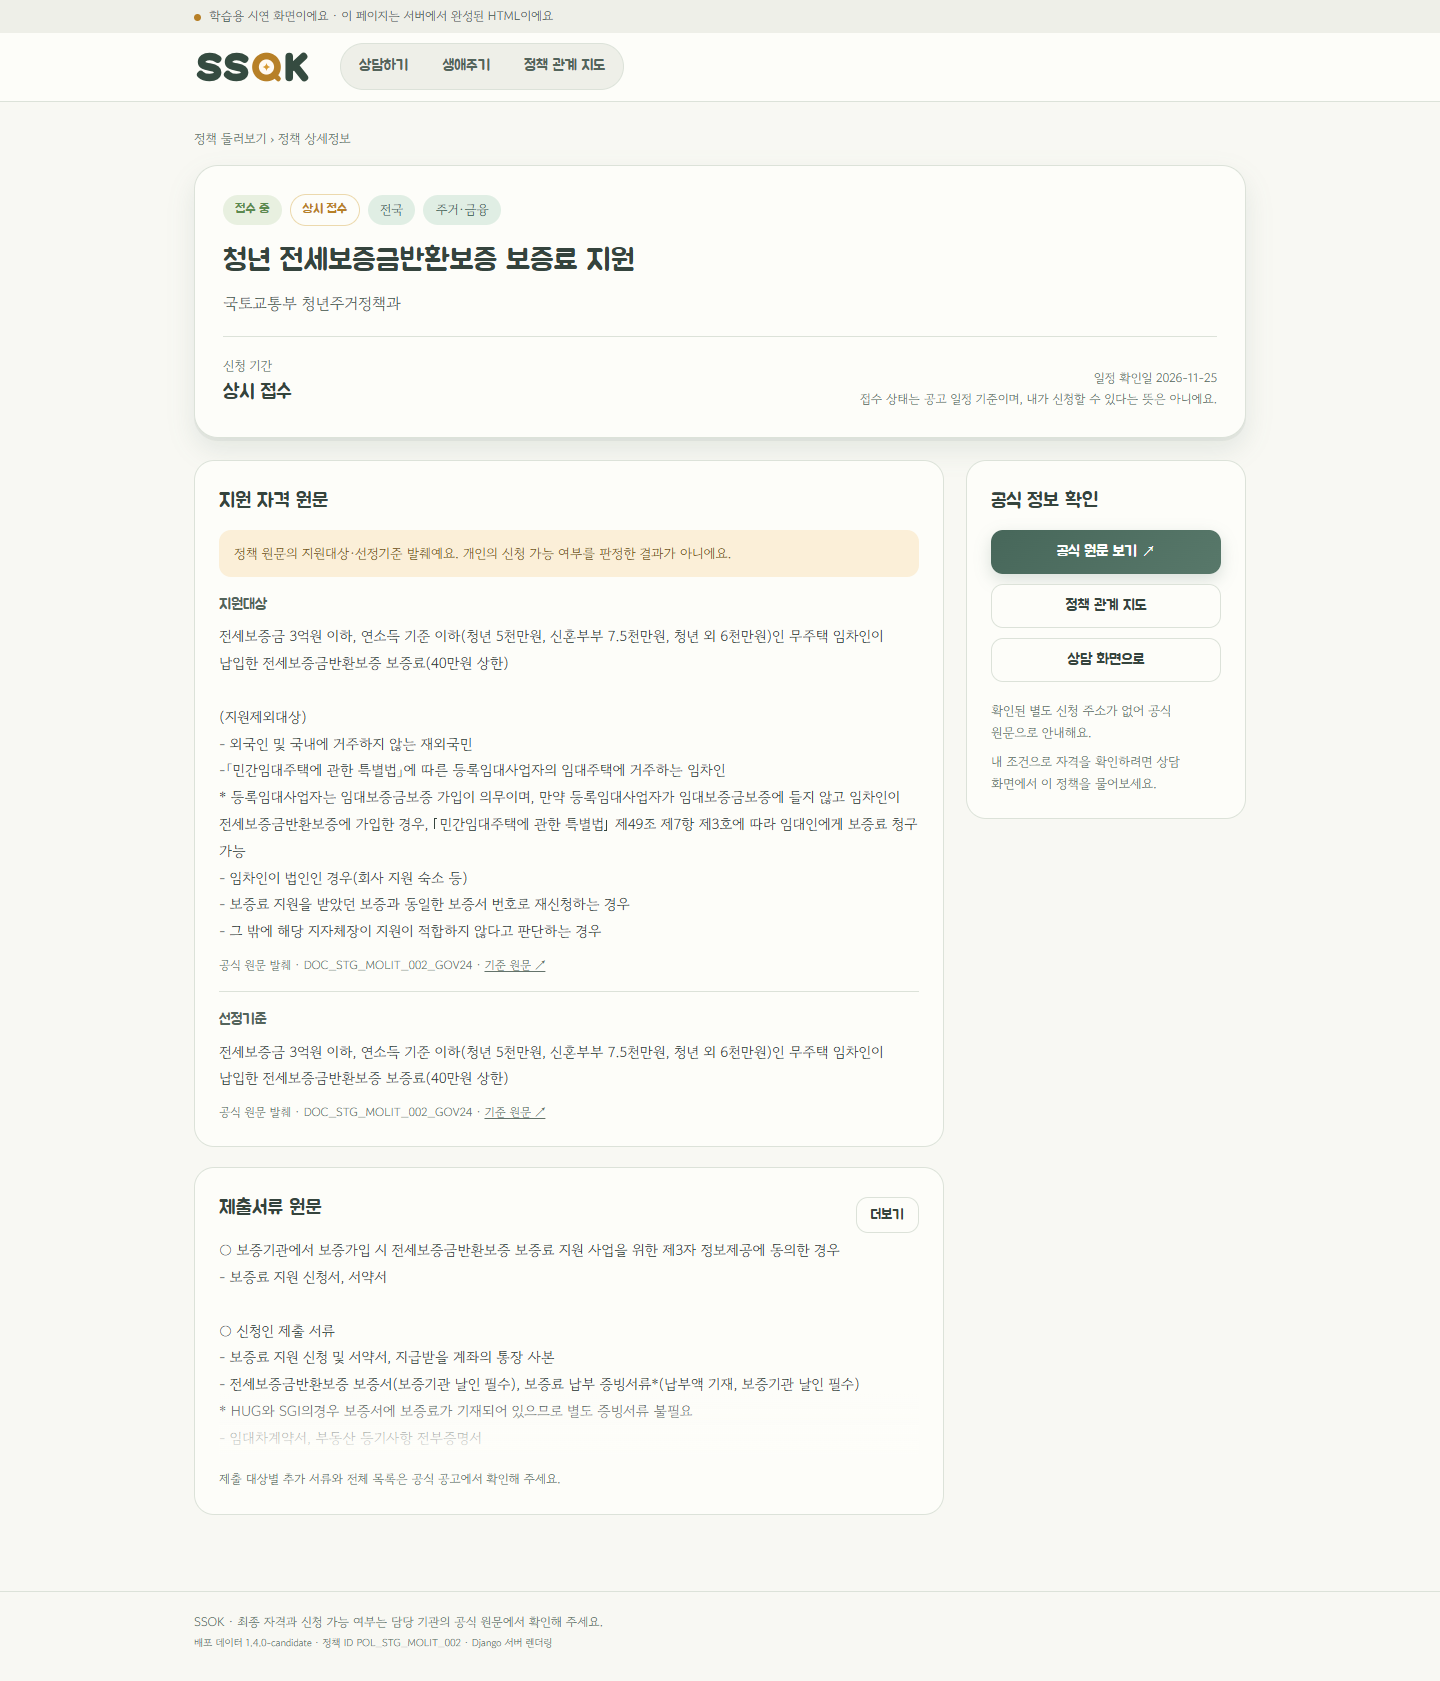 학습용 시연 화면이에요 · 이 페이지는 서버에서 완성된 HTML이에요
SSOK
상담하기 생애주기 정책 관계 지도
정책 둘러보기 › 정책 상세정보
접수 중 상시 접수 전국 주거·금융
청년 전세보증금반환보증 보증료 지원
국토교통부 청년주거정책과
신청 기간
상시 접수
일정 확인일 2026-11-25
접수 상태는 공고 일정 기준이며, 내가 신청할 수 있다는 뜻은 아니에요.
지원 자격 원문
정책 원문의 지원대상·선정기준 발췌예요. 개인의 신청 가능 여부를 판정한 결과가 아니에요.
지원대상
전세보증금 3억원 이하, 연소득 기준 이하(청년 5천만원, 신혼부부 7.5천만원, 청년 외 6천만원)인 무주택 임차인이
납입한 전세보증금반환보증 보증료(40만원 상한)
(지원제외대상)
- 외국인 및 국내에 거주하지 않는 재외국민
-「민간임대주택에 관한 특별법」에 따른 등록임대사업자의 임대주택에 거주하는 임차인
* 등록임대사업자는 임대보증금보증 가입이 의무이며, 만약 등록임대사업자가 임대보증금보증에 들지 않고 임차인이
전세보증금반환보증에 가입한 경우, 「민간임대주택에 관한 특별법」 제49조 제7항 제3호에 따라 임대인에게 보증료 청구
가능
- 임차인이 법인인 경우(회사 지원 숙소 등)
- 보증료 지원을 받았던 보증과 동일한 보증서 번호로 재신청하는 경우
- 그 밖에 해당 지자체장이 지원이 적합하지 않다고 판단하는 경우
공식 원문 발췌 · DOC_STG_MOLIT_002_GOV24 · 기준 원문 ↗
선정기준
전세보증금 3억원 이하, 연소득 기준 이하(청년 5천만원, 신혼부부 7.5천만원, 청년 외 6천만원)인 무주택 임차인이
납입한 전세보증금반환보증 보증료(40만원 상한)
공식 원문 발췌 · DOC_STG_MOLIT_002_GOV24 · 기준 원문 ↗
공식 정보 확인
공식 원문 보기 ↗
정책 관계 지도
상담 화면으로
확인된 별도 신청 주소가 없어 공식
원문으로 안내해요.
내 조건으로 자격을 확인하려면 상담
화면에서 이 정책을 물어보세요.
제출서류 원문
더보기
○ 보증기관에서 보증가입 시 전세보증금반환보증 보증료 지원 사업을 위한 제3자 정보제공에 동의한 경우
- 보증료 지원 신청서, 서약서
○ 신청인 제출 서류
- 보증료 지원 신청 및 서약서, 지급받을 계좌의 통장 사본
- 전세보증금반환보증 보증서(보증기관 날인 필수), 보증료 납부 증빙서류*(납부액 기재, 보증기관 날인 필수)
* HUG와 SGI의경우 보증서에 보증료가 기재되어 있으므로 별도 증빙서류 불필요
- 임대차계약서, 부동산 등기사항 전부증명서
제출 대상별 추가 서류와 전체 목록은 공식 공고에서 확인해 주세요.
SSOK · 최종 자격과 신청 가능 여부는 담당 기관의 공식 원문에서 확인해 주세요.
배포 데이터 1.4.0-candidate · 정책 ID POL_STG_MOLIT_002 · Django 서버 렌더링